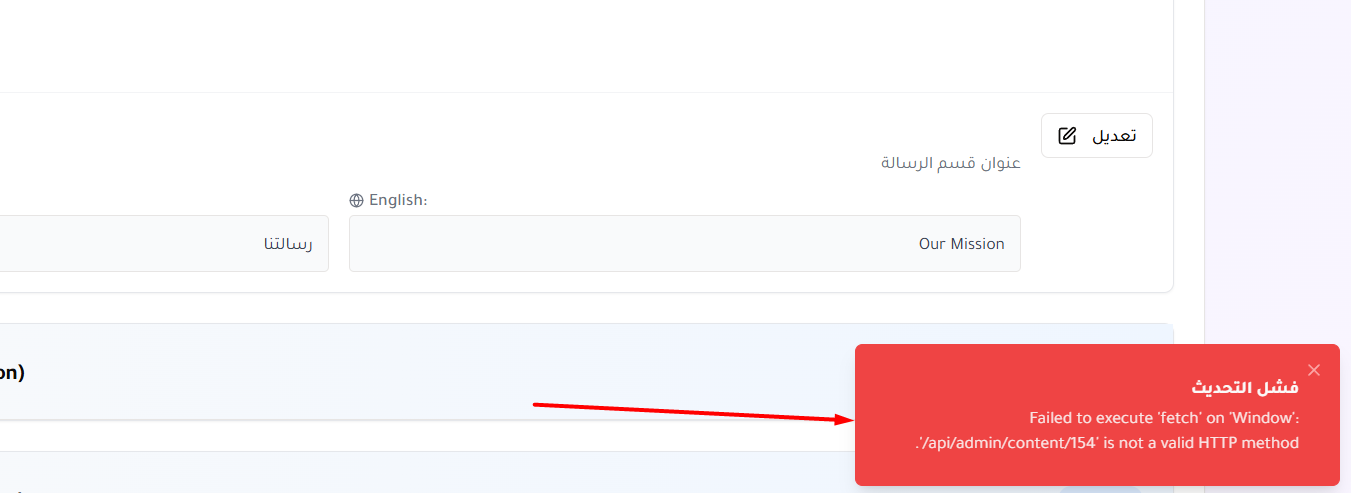 تعديل
عنوان قسم الرسالة
English:
Our Mission
رسالتنا
on)
فشل التحديث
Failed to execute 'fetch' on 'Window':
'/api/admin/content/154' is not a valid HTTP method.